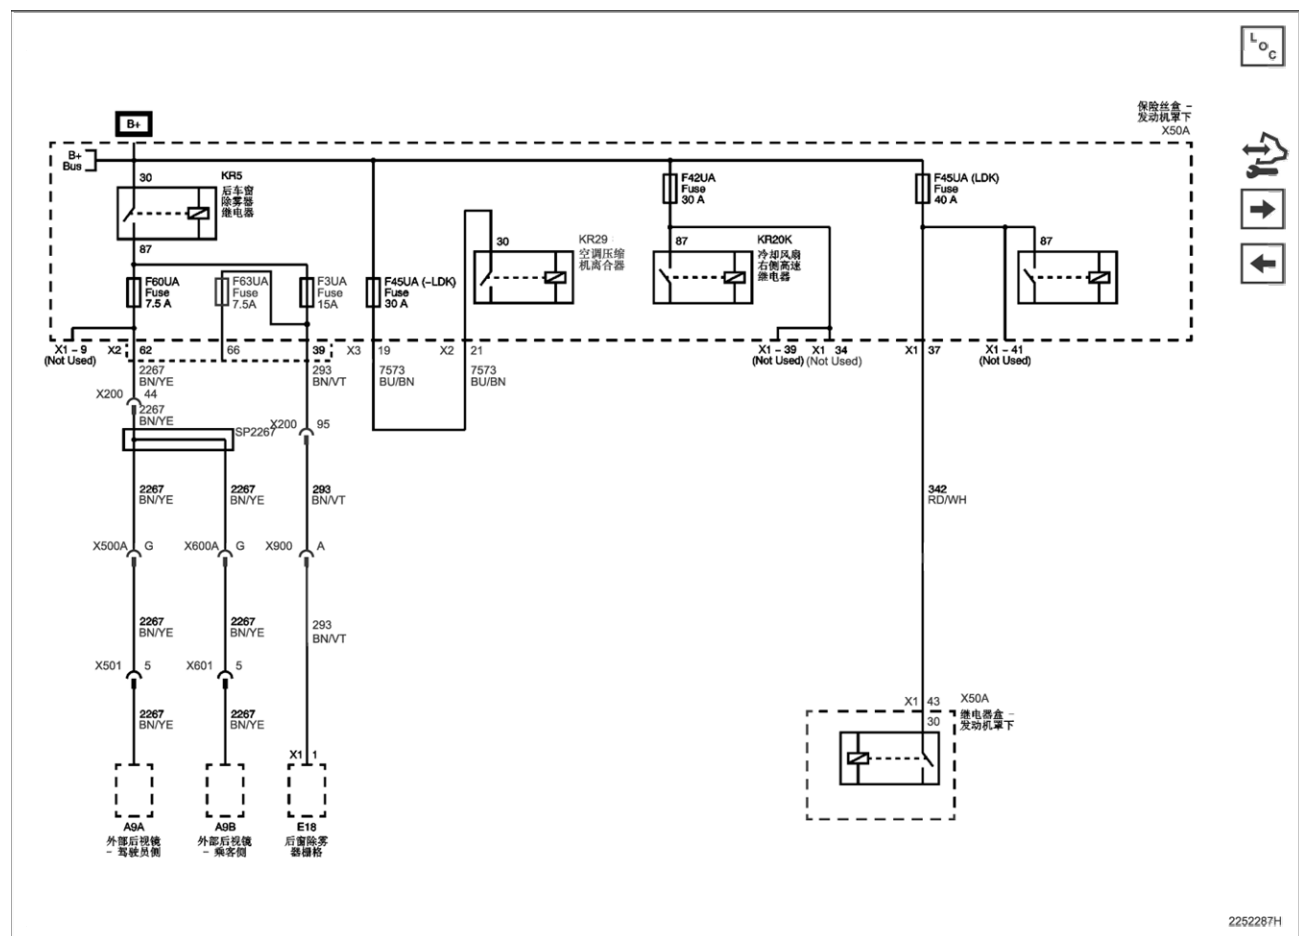 L
O
C
保险丝盒 -
发动机罩下
X50A
B+
B+
Bus
30
KR5
后车窗
除雾器
继电器
87
F60UA
Fuse
7.5 A
F63UA
Fuse
7.5A
F3UA
Fuse
15A
F45UA (-LDK)
Fuse
30 A
30
KR29
空调压缩
机离合器
F42UA
Fuse
30 A
87
KR20K
冷却风扇
右侧高速
继电器
F45UA (LDK)
Fuse
40 A
87
X1 - 9
(Not Used)
X2
62
66
39
X3
19
X2
21
X1 - 39
(Not Used)
X1
34
(Not Used)
X1
37
X1 - 41
(Not Used)
2267
BN/YE
293
BN/VT
7573
BU/BN
7573
BU/BN
X200
44
2267
BN/YE
SP2267
X200
95
2267
BN/YE
2267
BN/YE
293
BN/VT
342
RD/WH
X500A
G
X600A
G
X900
A
2267
BN/YE
2267
BN/YE
293
BN/VT
X501
5
X601
5
2267
BN/YE
2267
BN/YE
X1
1
X1
43
X50A
继电器盒 -
发动机罩下
30
A9A
外部后视镜
- 驾驶员侧
A9B
外部后视镜
- 乘客侧
E18
后窗除雾
器栅格
2252287H